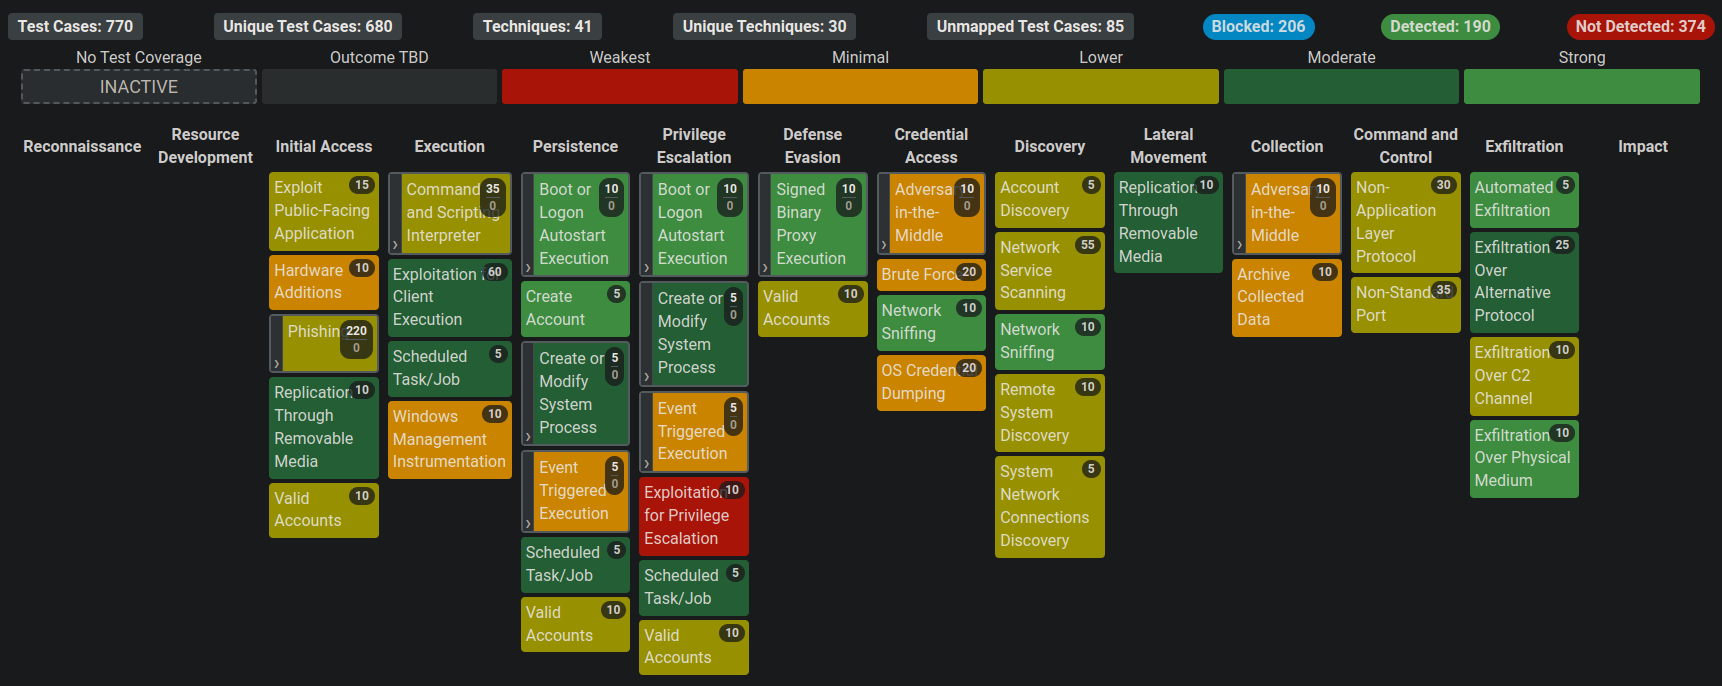 Test Cases: 770
Unique Test Cases: 680
Techniques: 41
Unique Techniques: 30
Unmapped Test Cases: 85
Blocked: 206
Detected: 190
Not Detected: 374
No Test Coverage
Outcome TBD
Weakest
Minimal
Lower
Moderate
Strong
INACTIVE
Reconnaissance
Resource
Development
Initial Access
Exploit
15
Public-Facing
Application
Hardware
10
Additions
Phishin
220
0
Replication
10
Through
Removable
Media
Valid
10
Accounts
Execution
Command
35
and Scripting
0
Interpreter
Exploitation
60
Client
Execution
Scheduled
5
Task/Job
Windows
10
Management
Instrumentation
Persistence
Boot or
10
Logon
0
Autostart
Execution
Create
5
Account
Create or
5
Modify
0
System
Process
Event
5
Triggered
0
Execution
Scheduled
5
Task/Job
Valid
10
Accounts
Privilege
Escalation
Boot or
10
Logon
0
Autostart
Execution
Create or
5
Modify
0
System
Process
Event
5
Triggered
0
Execution
Exploitation
10
for Privilege
Escalation
Scheduled
5
Task/Job
Valid
10
Accounts
Defense
Evasion
Signed
10
Binary
0
Proxy
Execution
Valid
10
Accounts
Credential
Access
Adversa
10
in-the-
0
Middle
Brute Force
20
Network
10
Sniffing
OS Creden
20
Dumping
Discovery
Account
5
Discovery
Network
55
Service
Scanning
Network
10
Sniffing
Remote
10
System
Discovery
System
5
Network
Connections
Discovery
Lateral
Movement
Replication
10
Through
Removable
Media
Collection
Adversa
10
in-the-
0
Middle
Archive
10
Collected
Data
Command and
Control
Non-
30
Application
Layer
Protocol
Non-Stand
35
Port
Exfiltration
Automated
5
Exfiltration
Exfiltration
25
Over
Alternative
Protocol
Exfiltration
10
Over C2
Channel
Exfiltration
10
Over Physical
Medium
Impact